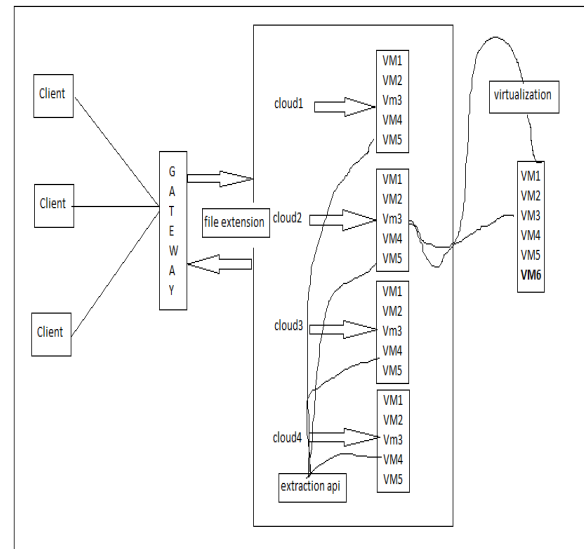 Client
Client
Client
G
A
T
E
W
A
Y
file extension
cloud1
VM1
VM2
Vm3
VM4
VM5
cloud2
VM1
VM2
Vm3
VM4
VM5
cloud3
VM1
VM2
Vm3
VM4
VM5
cloud4
VM1
VM2
Vm3
VM4
VM5
extraction api
virtualization
VM1
VM2
VM3
VM4
VM5
VM6